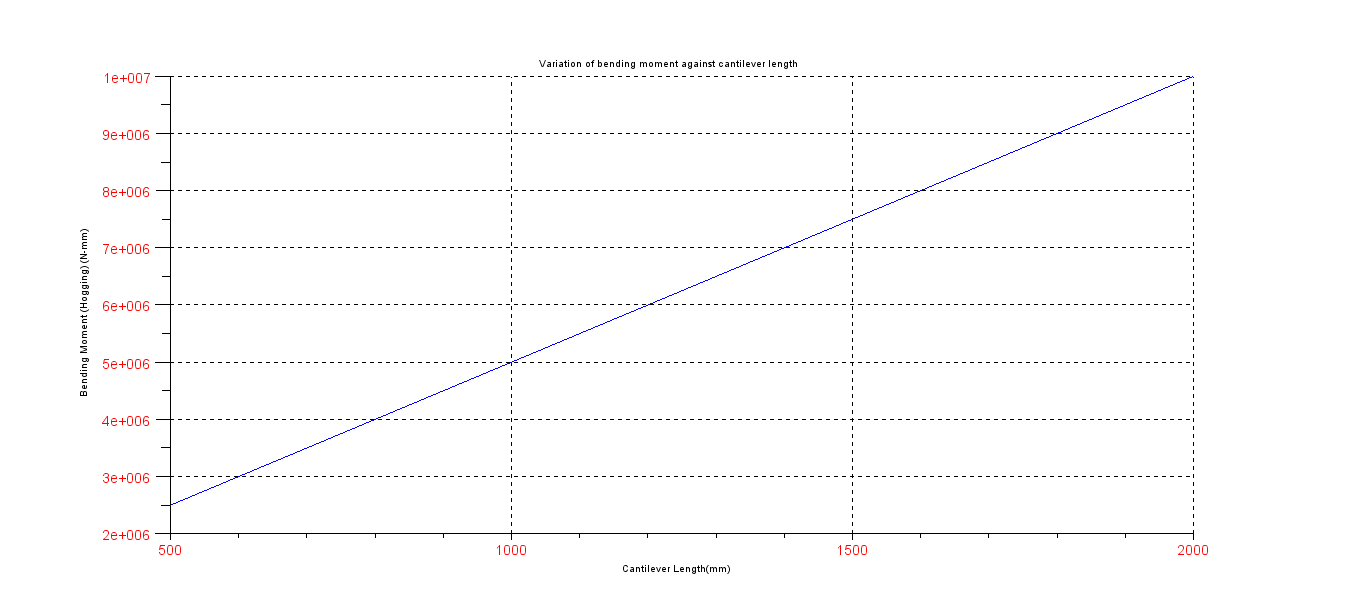 Variation of bending moment against cantilever length
1e+007
9e+006
8e+006
7e+006
6e+006
5e+006
4e+006
3e+006
2e+006
Bending Moment (Hogging) (N-mm)
500 1000 1500 2000
Cantilever Length(mm)